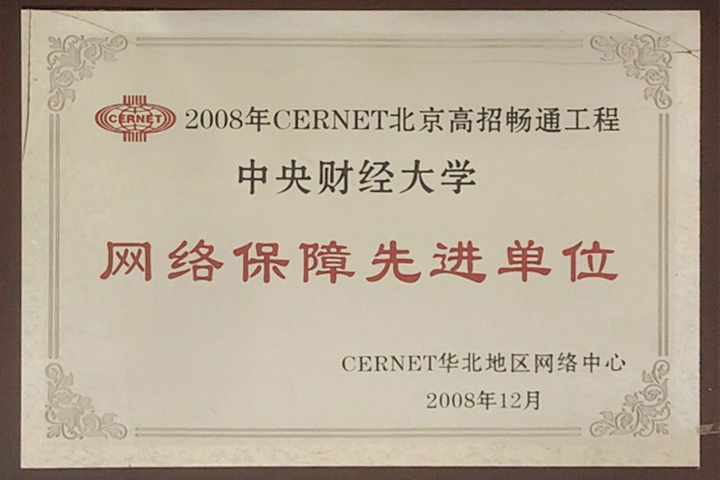 CERNET
2008年CERNET北京高招畅通工程
中央财经大学
网络保障先进单位
CERNET华北地区网络中心
2008年12月